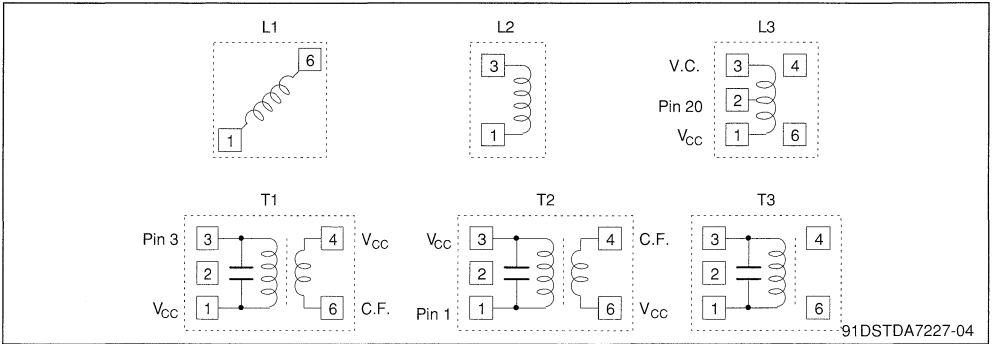 L1
6
1
L2
3
1
L3
V.C. 3 4
Pin 20 2
VCC 1 6
T1
Pin 3 3 4 VCC
2
VCC 1 6 C.F.
T2
VCC 3 4 C.F.
2
Pin 1 1 6 VCC
T3
3 4
2
1 6
91DSTDA7227-04